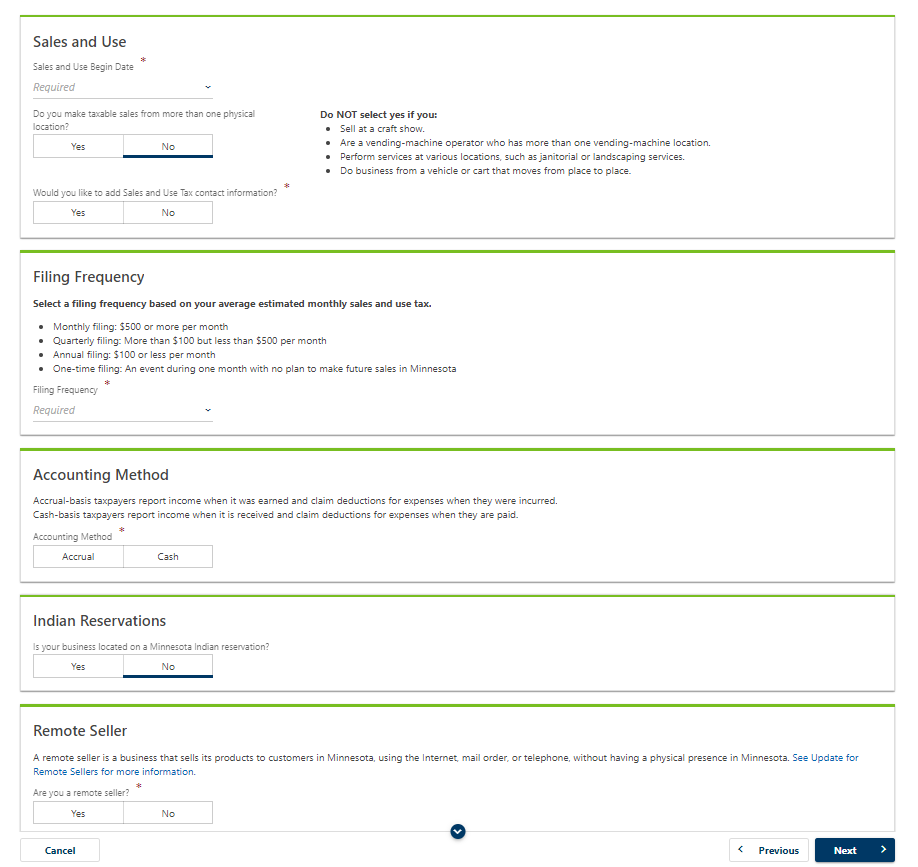 Sales and Use
Sales and Use Begin Date *
Required
Do you make taxable sales from more than one physical
location?
Yes No
Do NOT select yes if you:
• Sell at a craft show.
• Are a vending-machine operator who has more than one vending-machine location.
• Perform services at various locations, such as janitorial or landscaping services.
• Do business from a vehicle or cart that moves from place to place.
Would you like to add Sales and Use Tax contact information? *
Yes No
Filing Frequency
Select a filing frequency based on your average estimated monthly sales and use tax.
• Monthly filing: $500 or more per month
• Quarterly filing: More than $100 but less than $500 per month
• Annual filing: $100 or less per month
• One-time filing: An event during one month with no plan to make future sales in Minnesota
Filing Frequency *
Required
Accounting Method
Accrual-basis taxpayers report income when it was earned and claim deductions for expenses when they were incurred.
Cash-basis taxpayers report income when it is received and claim deductions for expenses when they are paid.
Accounting Method *
Accrual Cash
Indian Reservations
Is your business located on a Minnesota Indian reservation?
Yes No
Remote Seller
A remote seller is a business that sells its products to customers in Minnesota, using the Internet, mail order, or telephone, without having a physical presence in Minnesota. See Update for
Remote Sellers for more information.
Are you a remote seller? *
Yes No
Cancel < Previous Next >